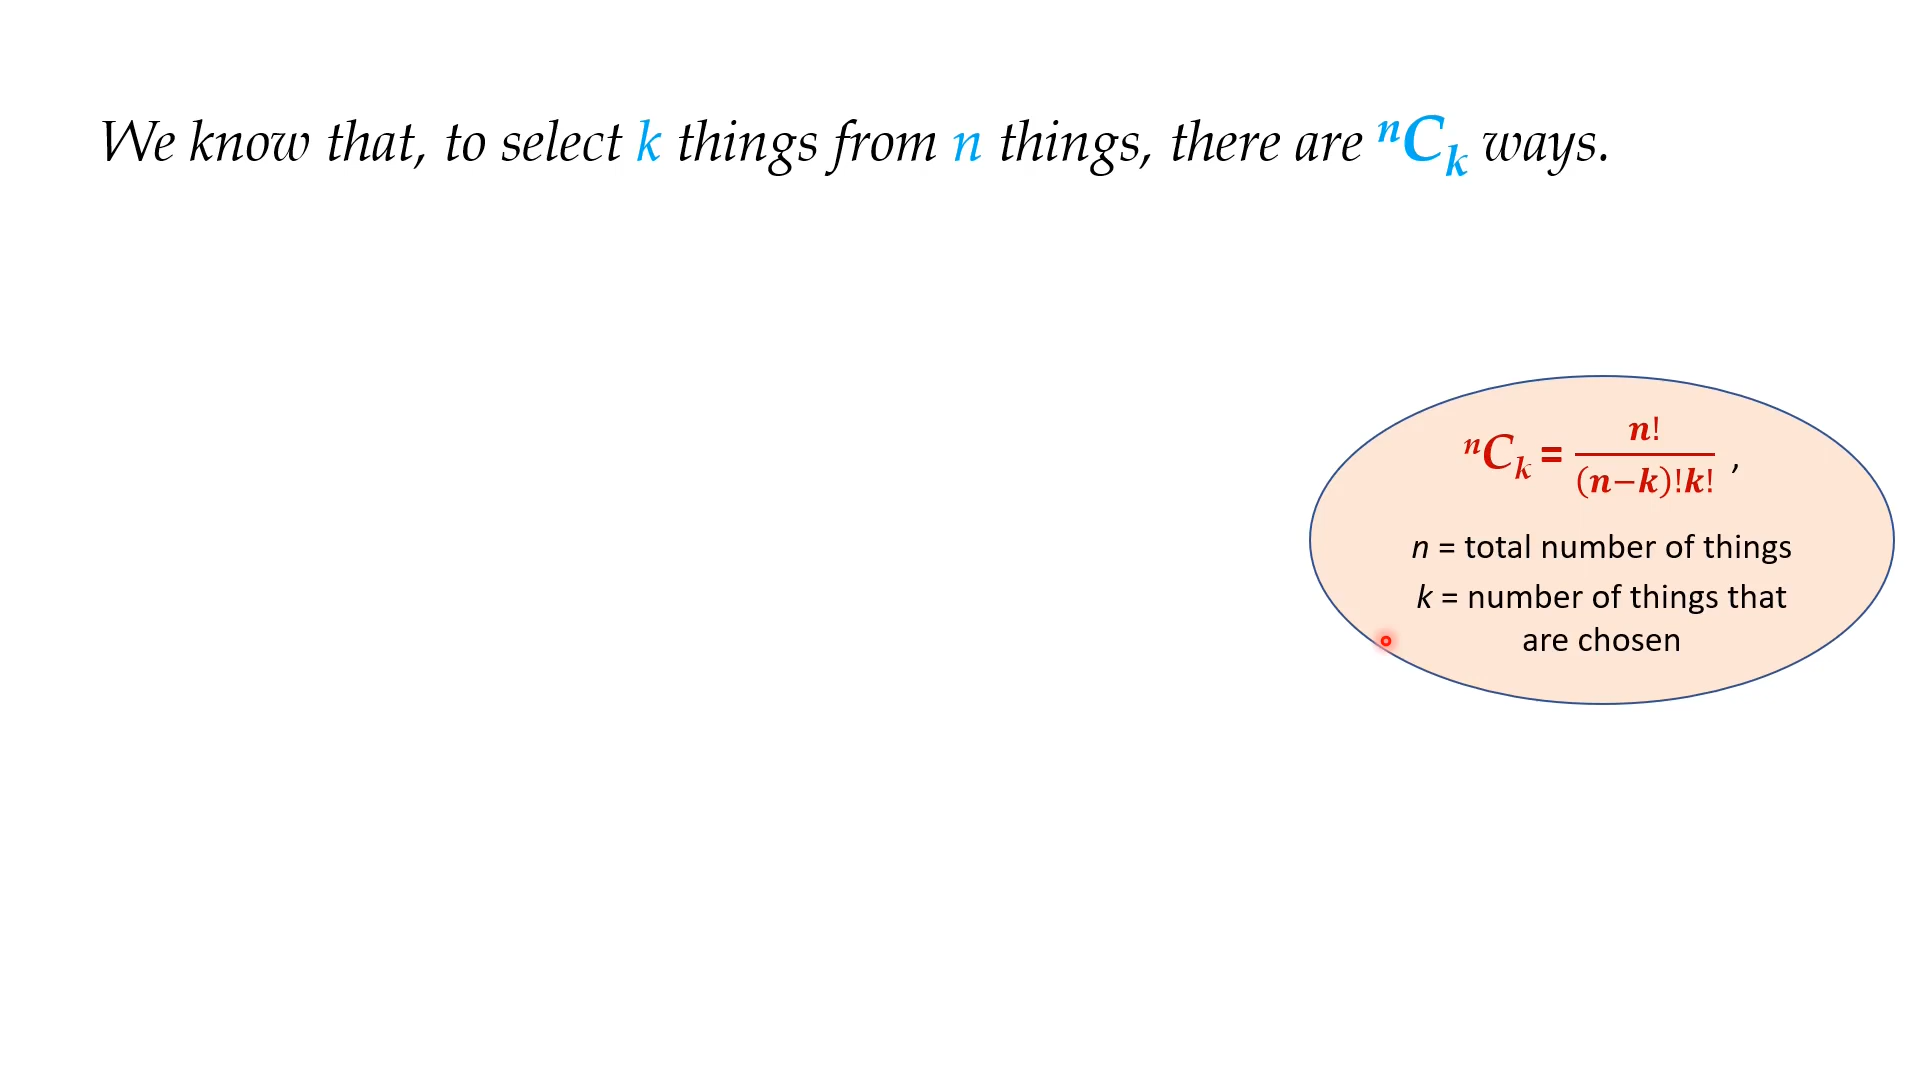 We know that, to select k things from n things, there are ⁿCₖ ways.
ⁿCₖ = n! / (n−k)!k! ,
n = total number of things
k = number of things that
are chosen